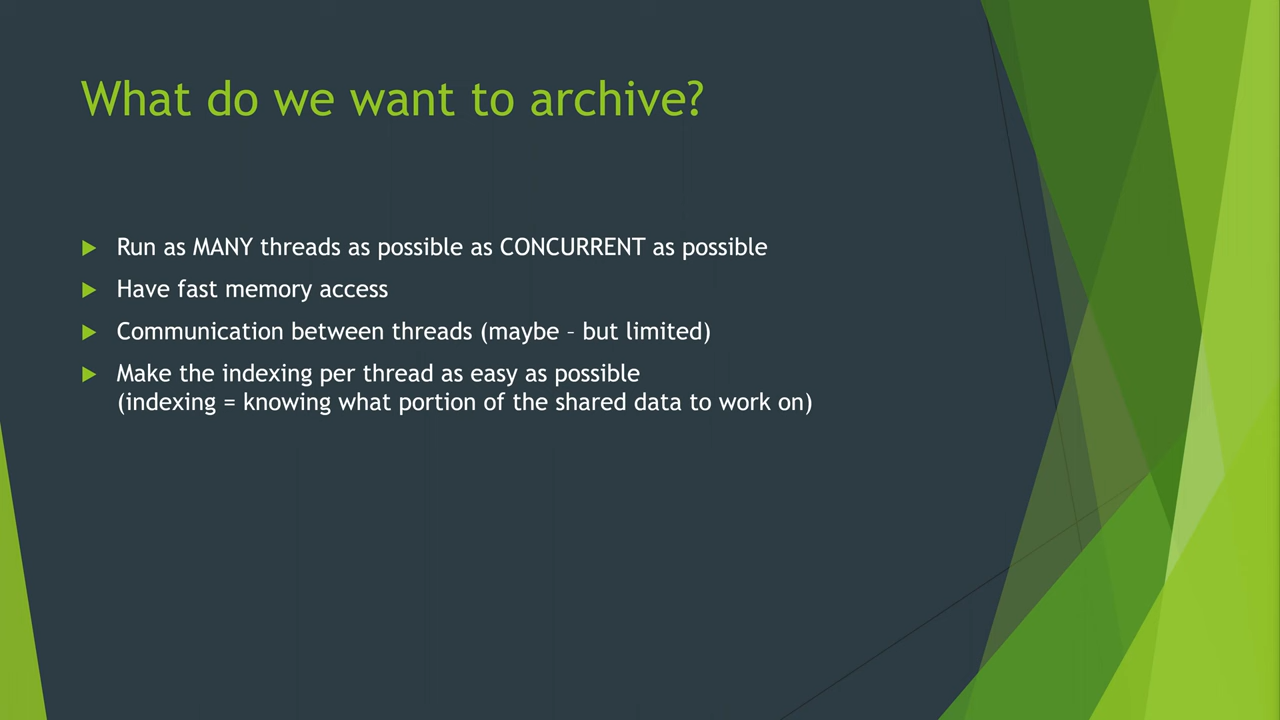 What do we want to archive?
Run as MANY threads as possible as CONCURRENT as possible
Have fast memory access
Communication between threads (maybe – but limited)
Make the indexing per thread as easy as possible
(indexing = knowing what portion of the shared data to work on)